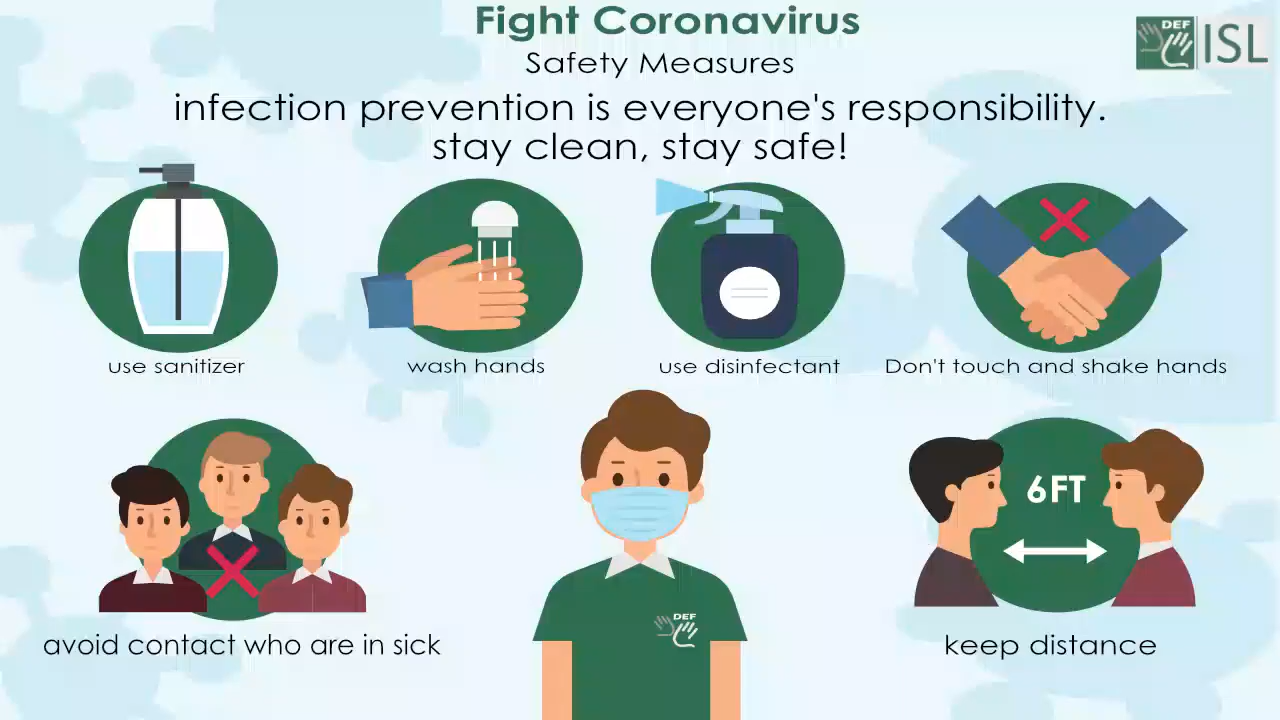 Fight Coronavirus
DEF
ISL
Safety Measures
infection prevention is everyone's responsibility.
stay clean, stay safe!
use sanitizer
wash hands
use disinfectant
Don't touch and shake hands
6FT
DEF
avoid contact who are in sick
keep distance